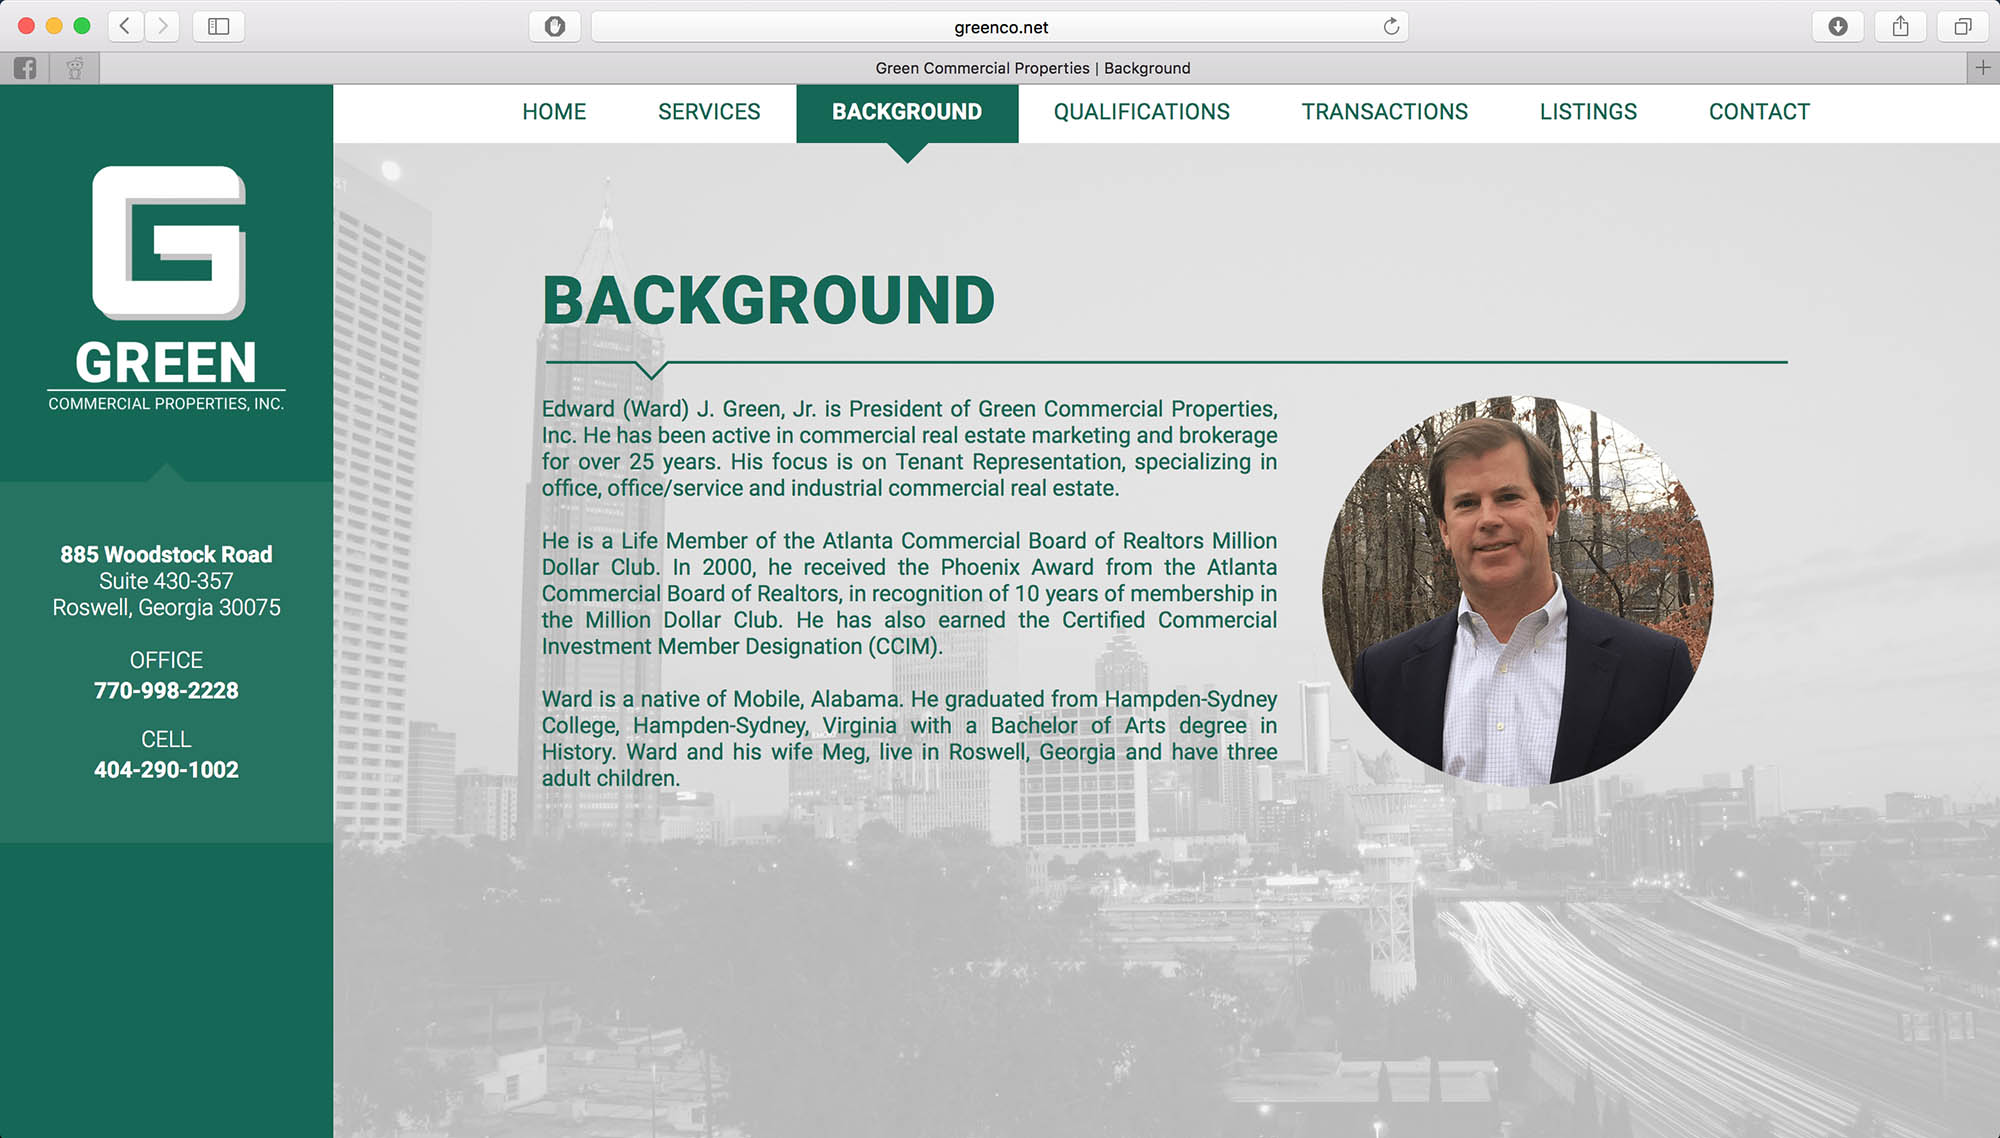 greenco.net
Green Commercial Properties | Background
HOME
SERVICES
BACKGROUND
QUALIFICATIONS
TRANSACTIONS
LISTINGS
CONTACT
G
GREEN
COMMERCIAL PROPERTIES, INC.
885 Woodstock Road
Suite 430-357
Roswell, Georgia 30075
OFFICE
770-998-2228
CELL
404-290-1002
BACKGROUND
Edward (Ward) J. Green, Jr. is President of Green Commercial Properties,
Inc. He has been active in commercial real estate marketing and brokerage
for over 25 years. His focus is on Tenant Representation, specializing in
office, office/service and industrial commercial real estate.
He is a Life Member of the Atlanta Commercial Board of Realtors Million
Dollar Club. In 2000, he received the Phoenix Award from the Atlanta
Commercial Board of Realtors, in recognition of 10 years of membership in
the Million Dollar Club. He has also earned the Certified Commercial
Investment Member Designation (CCIM).
Ward is a native of Mobile, Alabama. He graduated from Hampden-Sydney
College, Hampden-Sydney, Virginia with a Bachelor of Arts degree in
History. Ward and his wife Meg, live in Roswell, Georgia and have three
adult children.